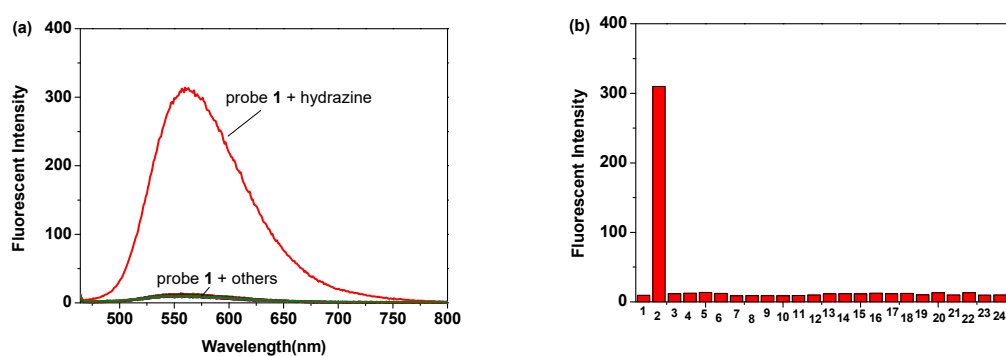 (a)
400
300
200
100
0
Fluorescent Intensity
probe 1 + hydrazine
probe 1 + others
500 550 600 650 700 750 800
Wavelength(nm)
(b)
400
300
200
100
0
Fluorescent Intensity
1 2 3 4 5 6 7 8 9 10 11 12 13 14 15 16 17 18 19 20 21 22 23 24